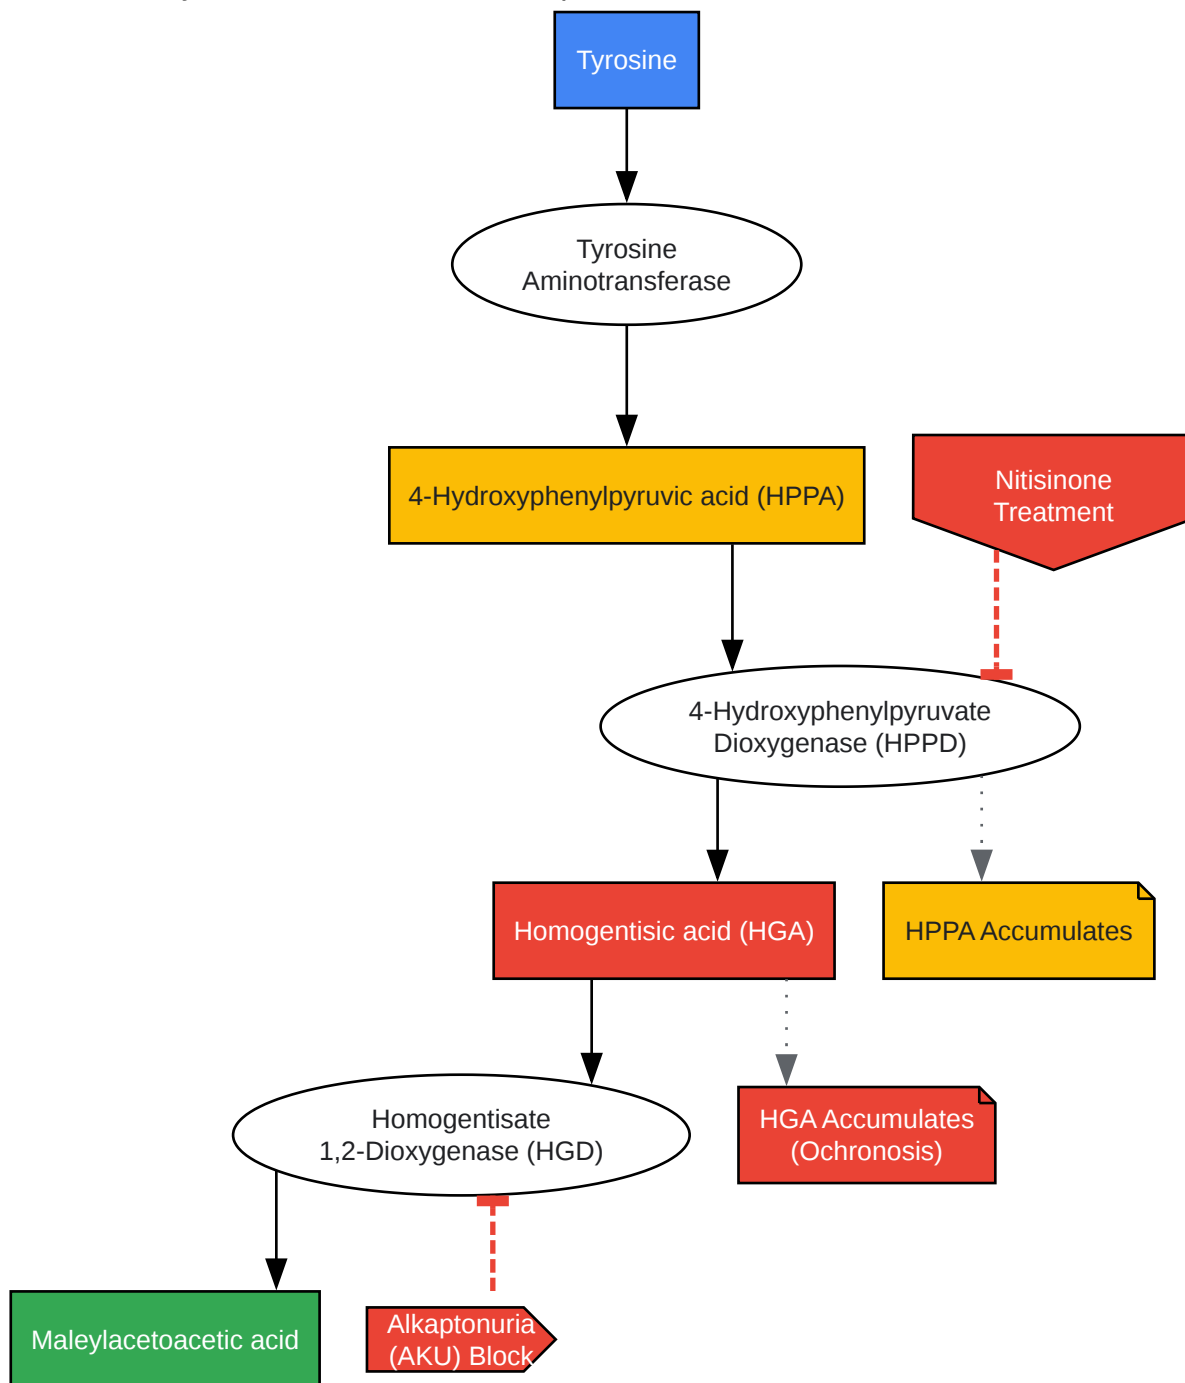 Tyrosine
Tyrosine
Aminotransferase
4-Hydroxyphenylpyruvic acid (HPPA)
Nitisinone
Treatment
4-Hydroxyphenylpyruvate
Dioxygenase (HPPD)
Homogentisic acid (HGA)
HPPA Accumulates
HGA Accumulates
(Ochronosis)
Homogentisate
1,2-Dioxygenase (HGD)
Maleylacetoacetic acid
Alkaptonuria
(AKU) Block